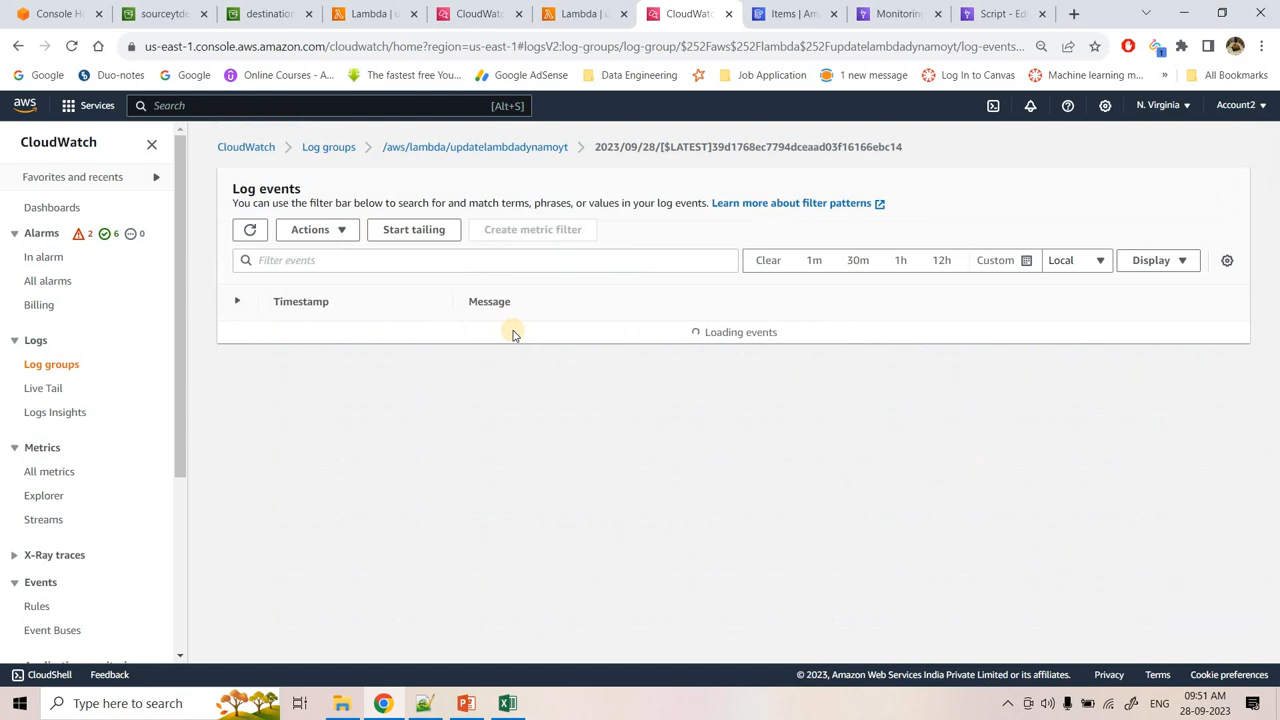 Console H
sourceytde
destination
Lambda | u
CloudWatc
Lambda | u
CloudWatc
Items | Am
Monitoring
Script - Edi
us-east-1.console.aws.amazon.com/cloudwatch/home?region=us-east-1#logsV2:log-groups/log-group/$252Faws$252Flambda$252Fupdatelambdadynamoyt/log-events...
Google
Duo-notes
Google
Online Courses - A...
The fastest free You...
Google AdSense
Data Engineering
Job Application
1 new message
Log In to Canvas
Machine learning m...
»
All Bookmarks
aws
Services
Search
[Alt+S]
N. Virginia
Account2
CloudWatch
Favorites and recents
Dashboards
Alarms 2 6 0
In alarm
All alarms
Billing
Logs
Log groups
Live Tail
Logs Insights
Metrics
All metrics
Explorer
Streams
X-Ray traces
Events
Rules
Event Buses
CloudWatch
Log groups
/aws/lambda/updatelambdadynamoyt
2023/09/28/[$LATEST]39d1768ec7794dceaad03f16166ebc14
Log events
You can use the filter bar below to search for and match terms, phrases, or values in your log events. Learn more about filter patterns
Actions
Start tailing
Create metric filter
Filter events
Clear
1m
30m
1h
12h
Custom
Local
Display
Timestamp
Message
Loading events
CloudShell
Feedback
© 2023, Amazon Web Services India Private Limited or its affiliates.
Privacy
Terms
Cookie preferences
Type here to search
09:51 AM
28-09-2023